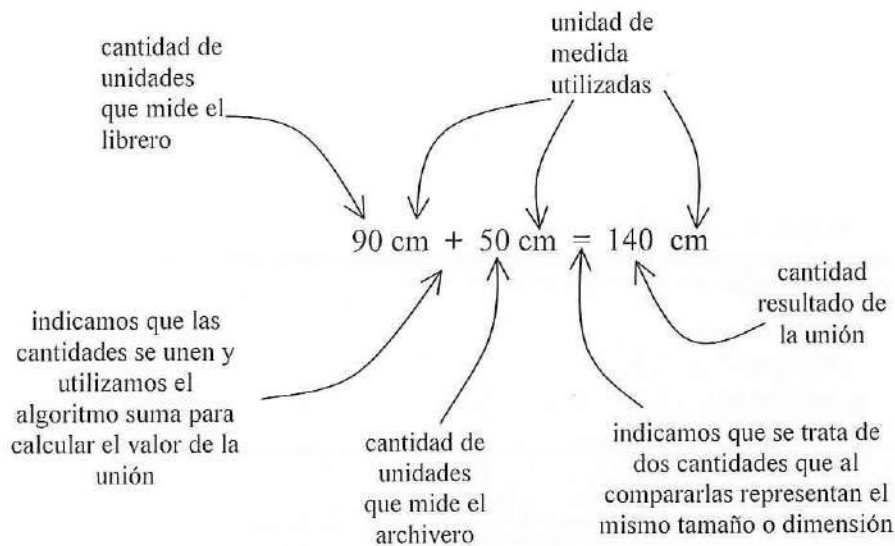 cantidad de
unidades
que mide el
librero
unidad de
medida
utilizadas
90 cm + 50 cm = 140 cm
cantidad
resultado de
la unión
indicamos que las
cantidades se unen y
utilizamos el
algoritmo suma para
calcular el valor de la
unión
cantidad de
unidades
que mide el
archivero
indicamos que se trata de
dos cantidades que al
compararlas representan el
mismo tamaño o dimensión